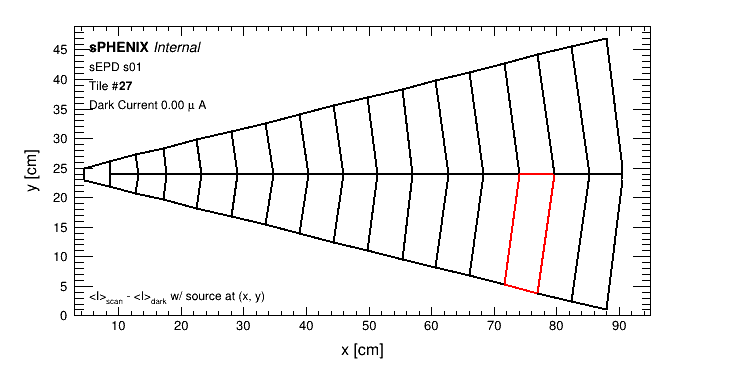 sPHENIX Internal
sEPD s01
Tile #27
Dark Current 0.00 μ A
<I>scan - <I>dark w/ source at (x, y)
y [cm]
45
40
35
30
25
20
15
10
5
0
10 20 30 40 50 60 70 80 90
x [cm]